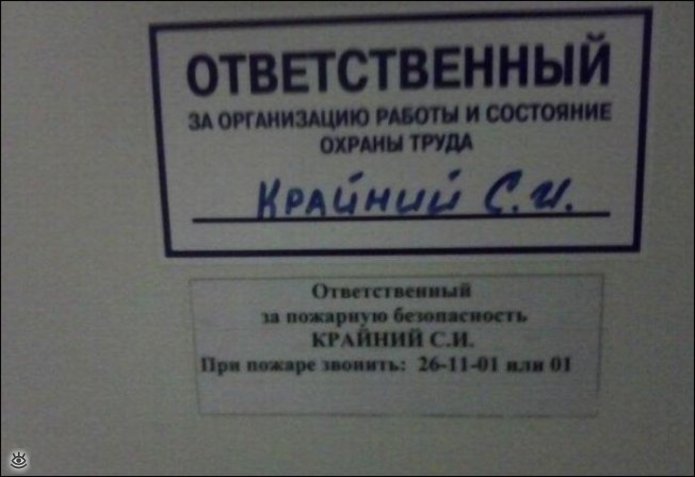 ОТВЕТСТВЕННЫЙ
ЗА ОРГАНИЗАЦИЮ РАБОТЫ И СОСТОЯНИЕ
ОХРАНЫ ТРУДА
КРАЙНИЙ С.И.
Ответственный
за пожарную безопасность
КРАЙНИЙ С.И.
При пожаре звонить: 26-11-01 или 01